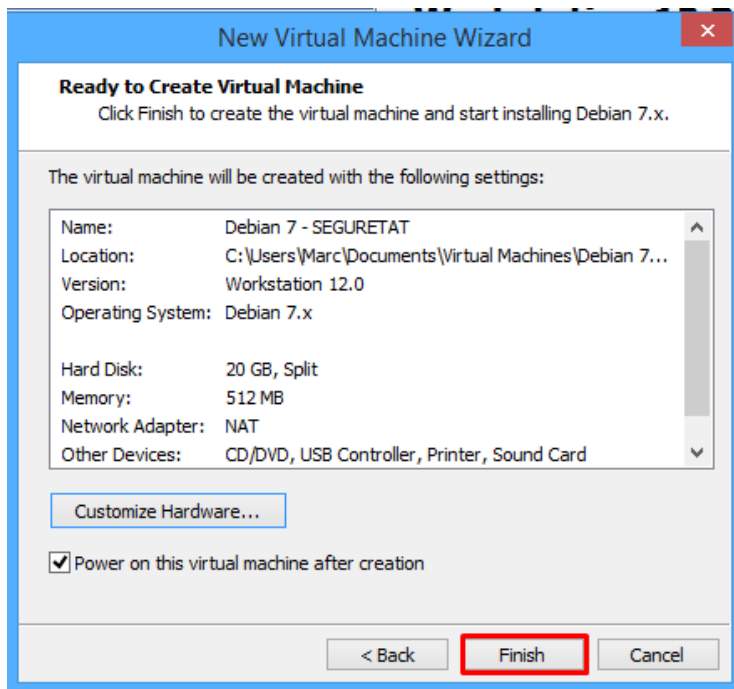 New Virtual Machine Wizard
Ready to Create Virtual Machine
Click Finish to create the virtual machine and start installing Debian 7.x.
The virtual machine will be created with the following settings:
Name: Debian 7 - SEGURETAT
Location: C:\Users\Marc\Documents\Virtual Machines\Debian 7...
Version: Workstation 12.0
Operating System: Debian 7.x
Hard Disk: 20 GB, Split
Memory: 512 MB
Network Adapter: NAT
Other Devices: CD/DVD, USB Controller, Printer, Sound Card
Customize Hardware...
Power on this virtual machine after creation
< Back Finish Cancel